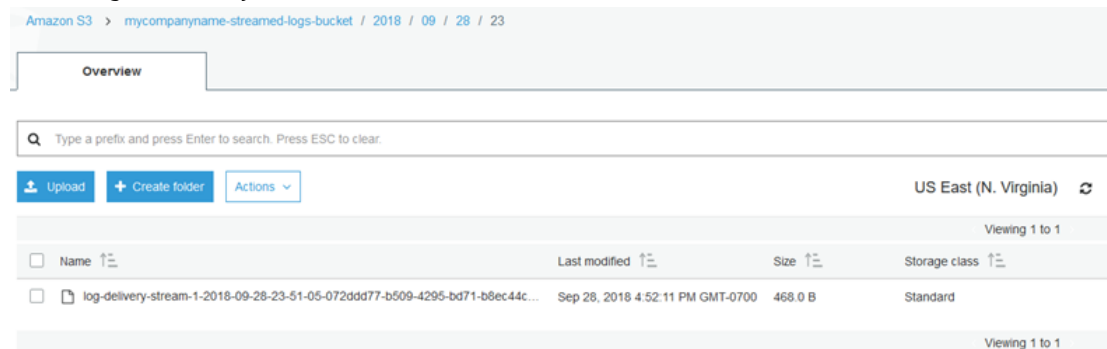 Amazon S3 > mycompanyname-streamed-logs-bucket / 2018 / 09 / 28 / 23
Overview
Type a prefix and press Enter to search. Press ESC to clear.
Upload + Create folder Actions US East (N. Virginia)
Viewing 1 to 1
Name Last modified Size Storage class
log-delivery-stream-1-2018-09-28-23-51-05-072ddd77-b509-4295-bd71-b8ec44c... Sep 28, 2018 4:52:11 PM GMT-0700 468.0 B Standard
Viewing 1 to 1